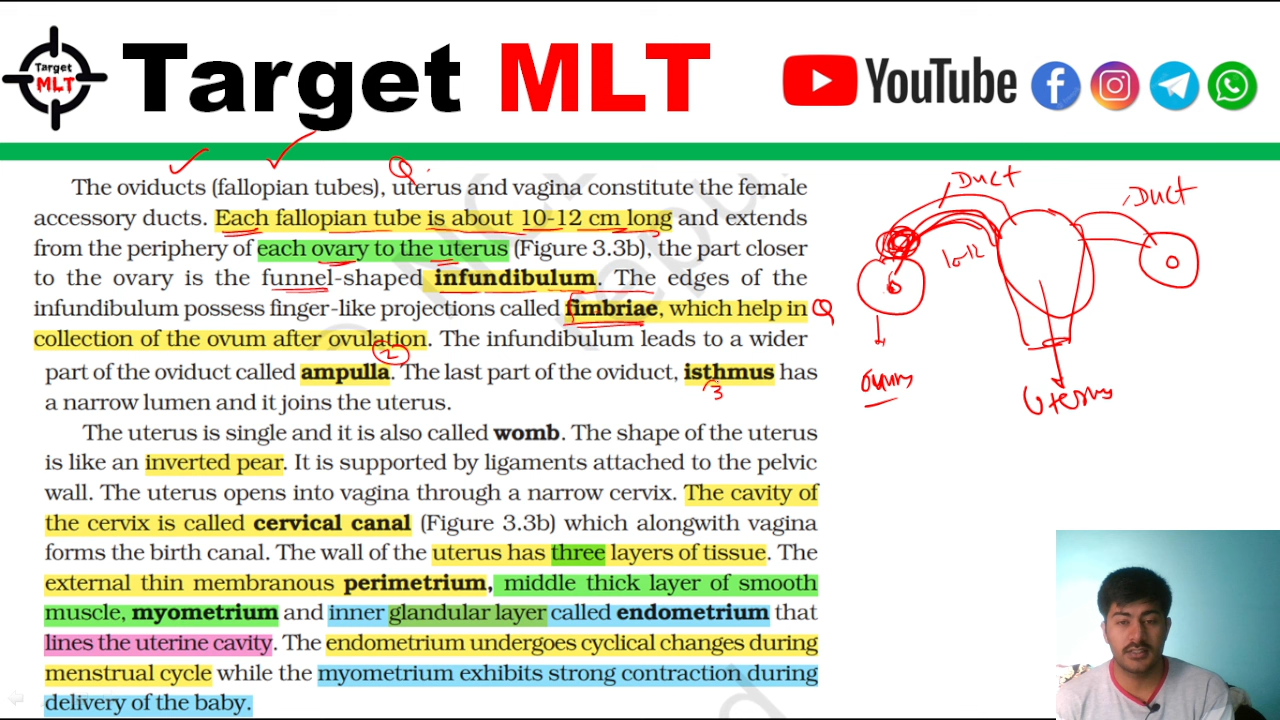 Target
MLT
Target MLT
YouTube
The oviducts (fallopian tubes), uterus and vagina constitute the female
accessory ducts. Each fallopian tube is about 10-12 cm long and extends
from the periphery of each ovary to the uterus (Figure 3.3b), the part closer
to the ovary is the funnel-shaped infundibulum. The edges of the
infundibulum possess finger-like projections called fimbriae, which help in
collection of the ovum after ovulation. The infundibulum leads to a wider
part of the oviduct called ampulla. The last part of the oviduct, isthmus has
a narrow lumen and it joins the uterus.
The uterus is single and it is also called womb. The shape of the uterus
is like an inverted pear. It is supported by ligaments attached to the pelvic
wall. The uterus opens into vagina through a narrow cervix. The cavity of
the cervix is called cervical canal (Figure 3.3b) which alongwith vagina
forms the birth canal. The wall of the uterus has three layers of tissue. The
external thin membranous perimetrium, middle thick layer of smooth
muscle, myometrium and inner glandular layer called endometrium that
lines the uterine cavity. The endometrium undergoes cyclical changes during
menstrual cycle while the myometrium exhibits strong contraction during
delivery of the baby.
Q
Q
2
3
Duct
Duct
10-12
Uterus